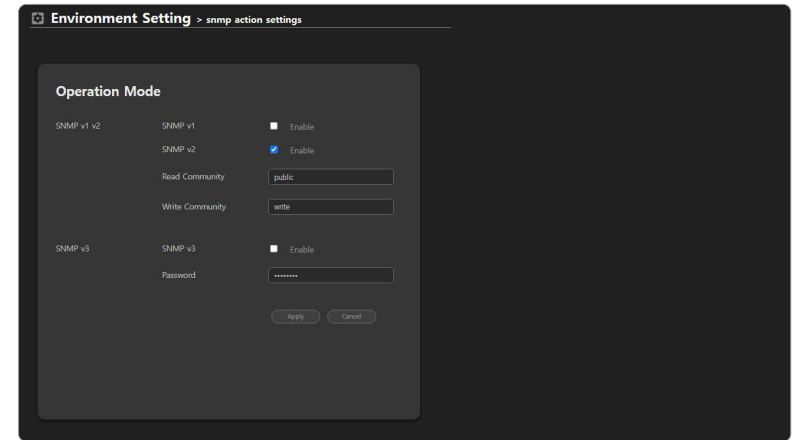 Environment Setting > snmp action settings
Operation Mode
SNMP v1 v2 SNMP v1 Enable
SNMP v2 Enable
Read Community public
Write Community write
SNMP v3 SNMP v3 Enable
Password ••••••••
Apply Cancel